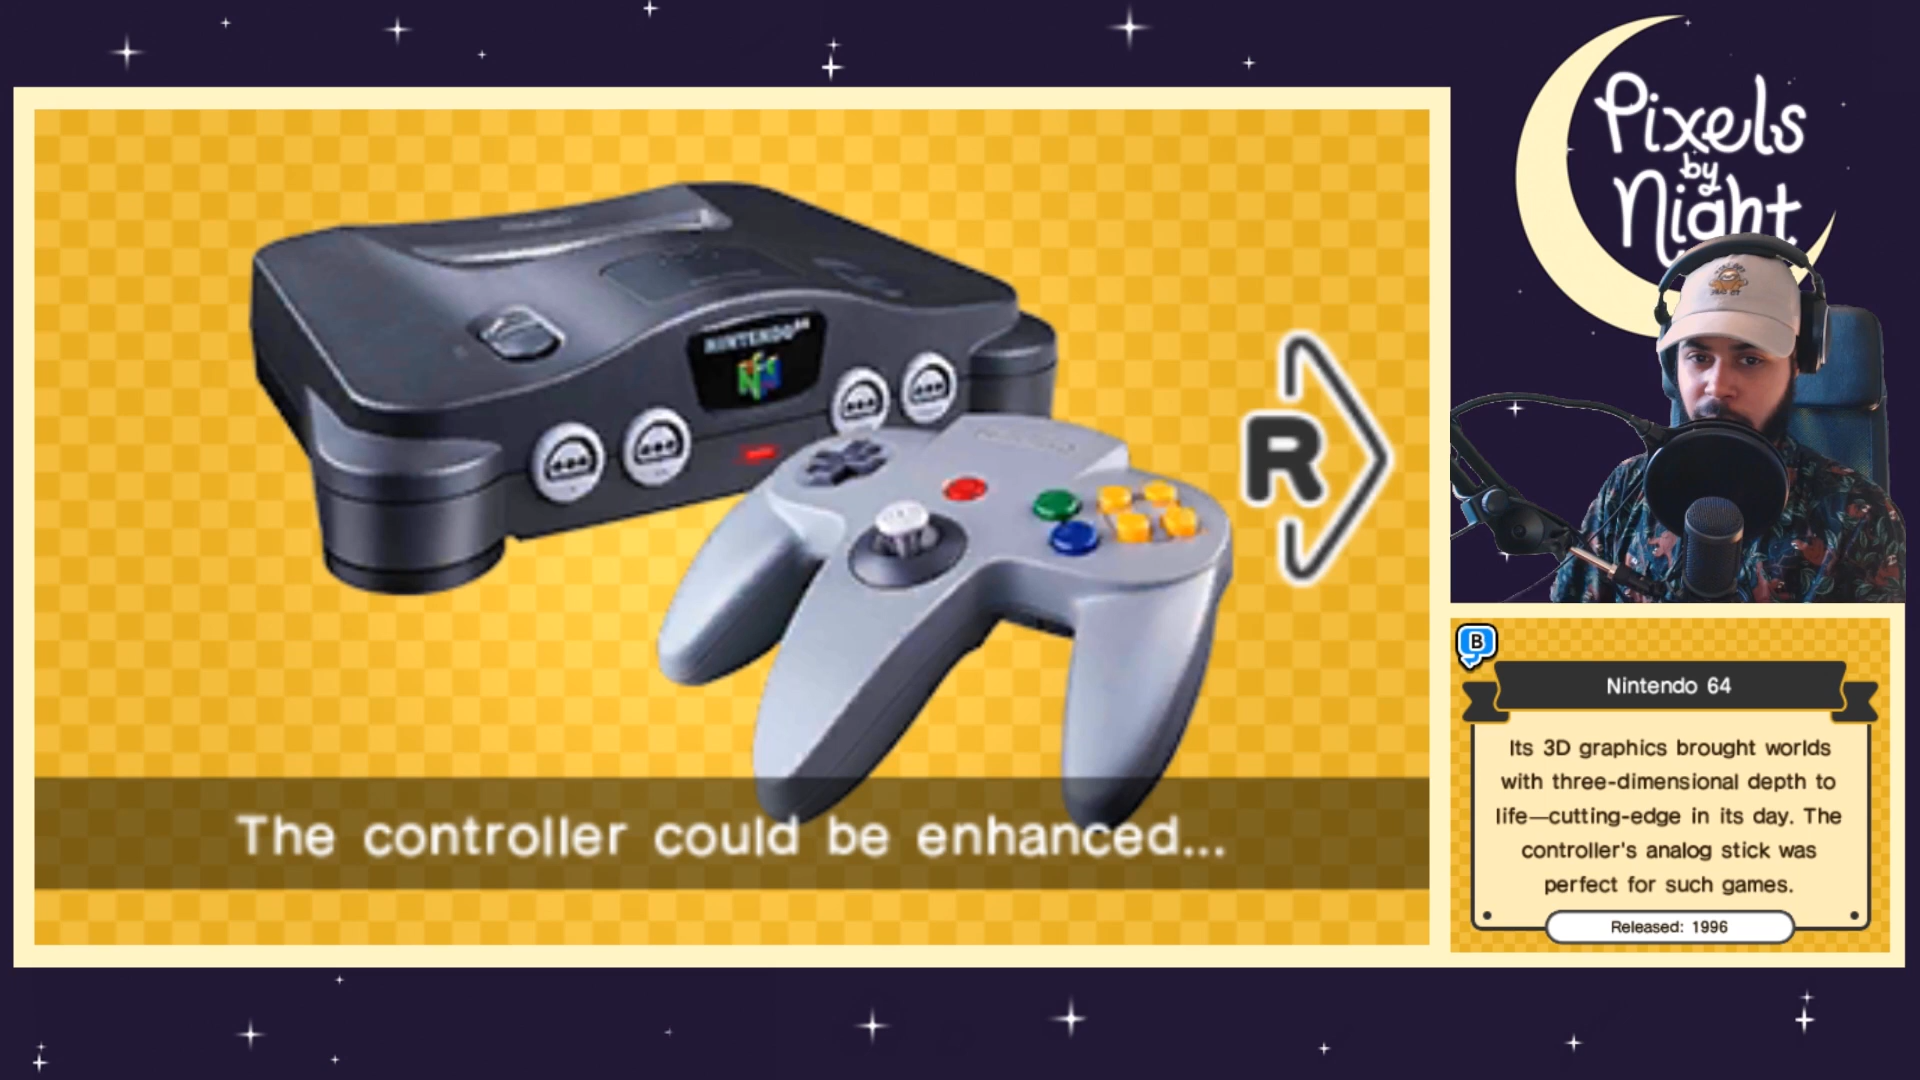 Pixels
by
Night
NINTENDO64
R
The controller could be enhanced...
B
Nintendo 64
Its 3D graphics brought worlds
with three-dimensional depth to
life—cutting-edge in its day. The
controller's analog stick was
perfect for such games.
Released: 1996